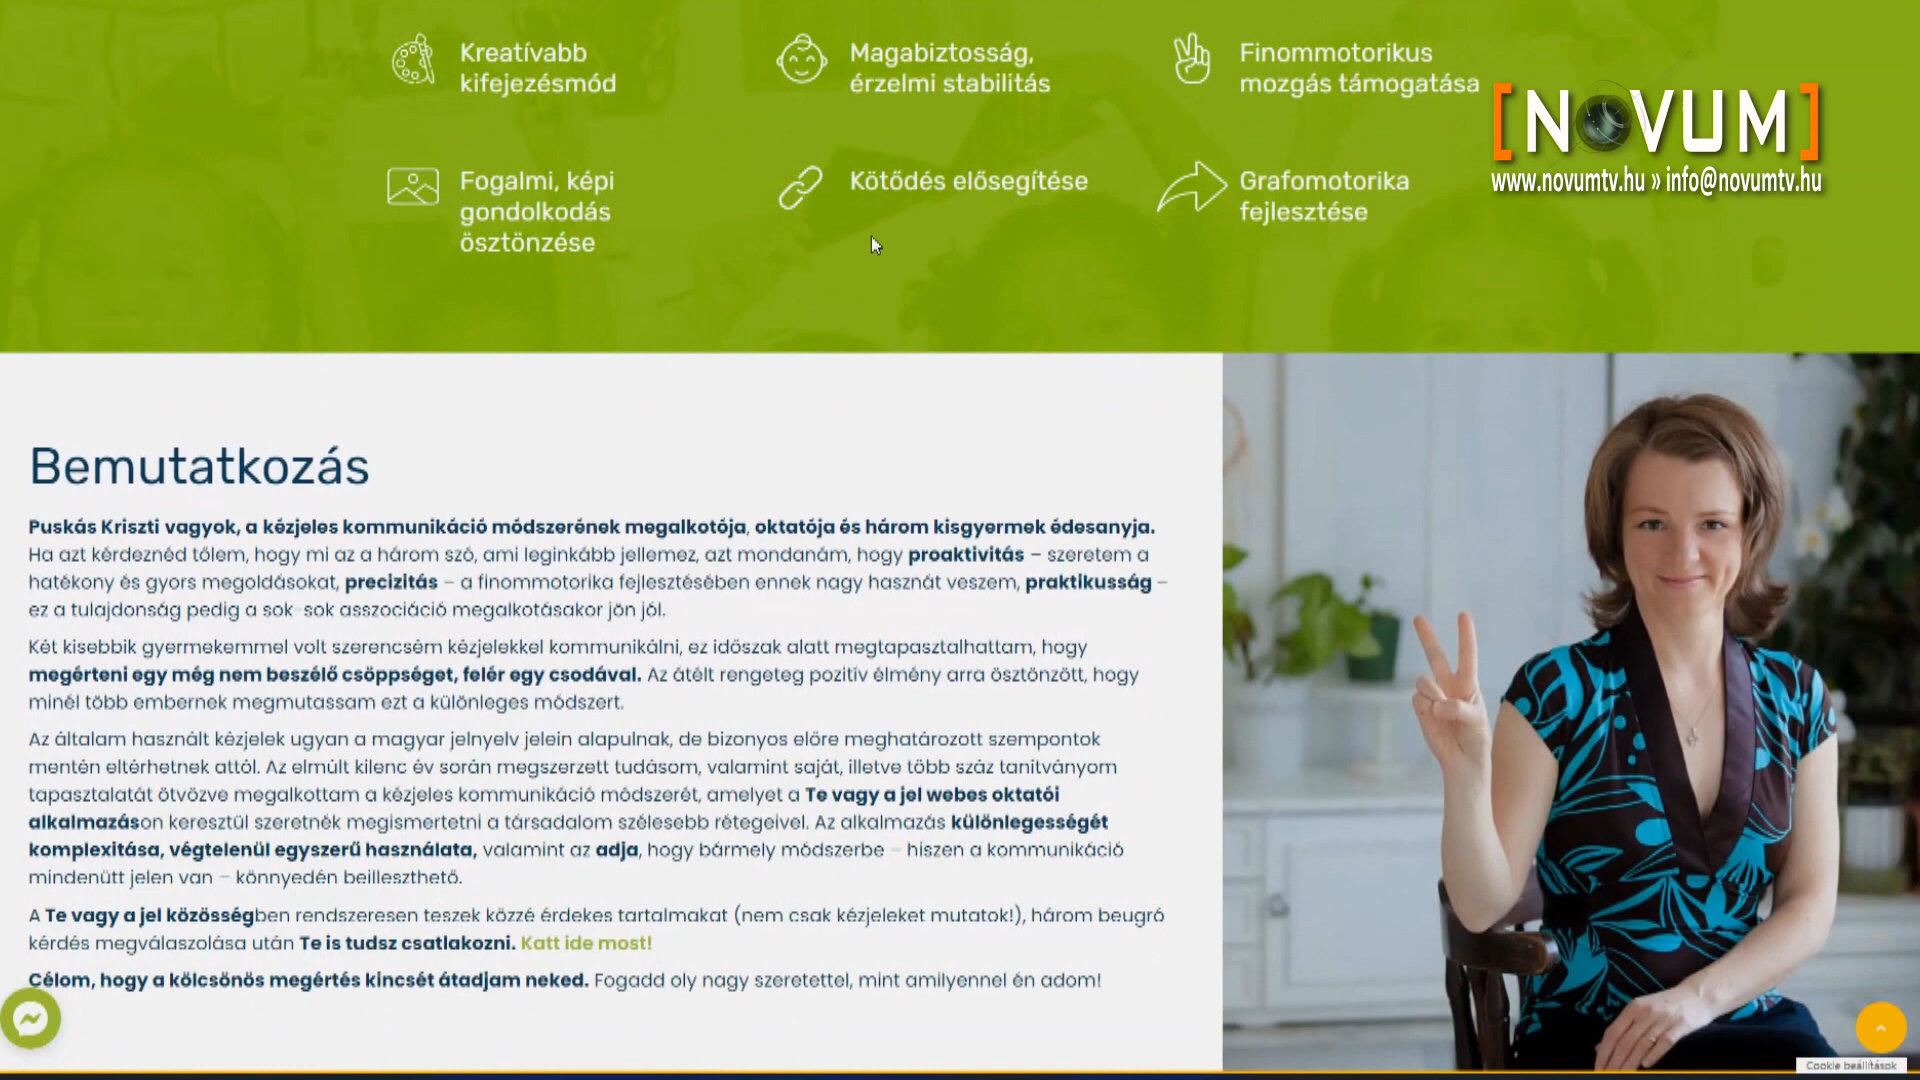 Kreatívabb
kifejezésmód
Magabiztosság,
érzelmi stabilitás
Finommotorikus
mozgás támogatása
[NOVUM]
www.novumtv.hu » info@novumtv.hu
Fogalmi, képi
gondolkodás
ösztönzése
Kötődés elősegítése
Grafomotorika
fejlesztése
Bemutatkozás
Puskás Kriszti vagyok, a kézjeles kommunikáció módszerének megalkotója, oktatója és három kisgyermek édesanyja.
Ha azt kérdeznéd tőlem, hogy mi az a három szó, ami leginkább jellemez, azt mondanám, hogy proaktivitás – szeretem a
hatékony és gyors megoldásokat, precizitás – a finommotorika fejlesztésében ennek nagy hasznát veszem, praktikusság –
ez a tulajdonság pedig a sok-sok asszociáció megalkotásakor jön jól.
Két kisebbik gyermekemmel volt szerencsém kézjelekkel kommunikálni, ez időszak alatt megtapasztalhattam, hogy
megérteni egy még nem beszélő csöppséget, felér egy csodával. Az átélt rengeteg pozitív élmény arra ösztönzött, hogy
minél több embernek megmutassam ezt a különleges módszert.
Az általam használt kézjelek ugyan a magyar jelnyelv jelein alapulnak, de bizonyos előre meghatározott szempontok
mentén eltérhetnek attól. Az elmúlt kilenc év során megszerzett tudásom, valamint saját, illetve több száz tanítványom
tapasztalatát ötvözve megalkottam a kézjeles kommunikáció módszerét, amelyet a Te vagy a jel webes oktatói
alkalmazáson keresztül szeretnék megismertetni a társadalom szélesebb rétegeivel. Az alkalmazás különlegességét
komplexitása, végtelenül egyszerű használata, valamint az adja, hogy bármely módszerbe – hiszen a kommunikáció
mindenütt jelen van – könnyedén beilleszthető.
A Te vagy a jel közösségben rendszeresen teszek közzé érdekes tartalmakat (nem csak kézjeleket mutatok!), három beugró
kérdés megválaszolása után Te is tudsz csatlakozni. Katt ide most!
Célom, hogy a kölcsönös megértés kincsét átadjam neked. Fogadd oly nagy szeretettel, mint amilyennel én adom!
Cookie beállítások